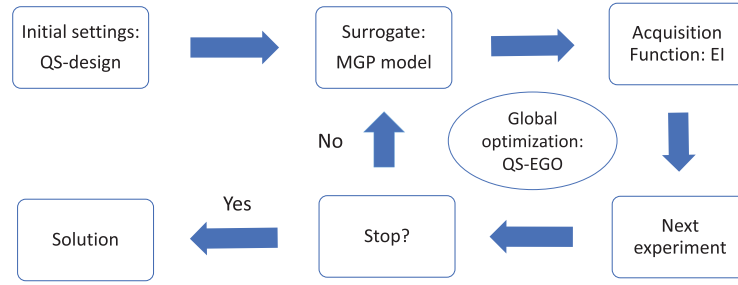 Initial settings:
QS-design
Surrogate:
MGP model
Acquisition
Function: EI
Global
optimization:
QS-EGO
No
Yes
Solution
Stop?
Next
experiment